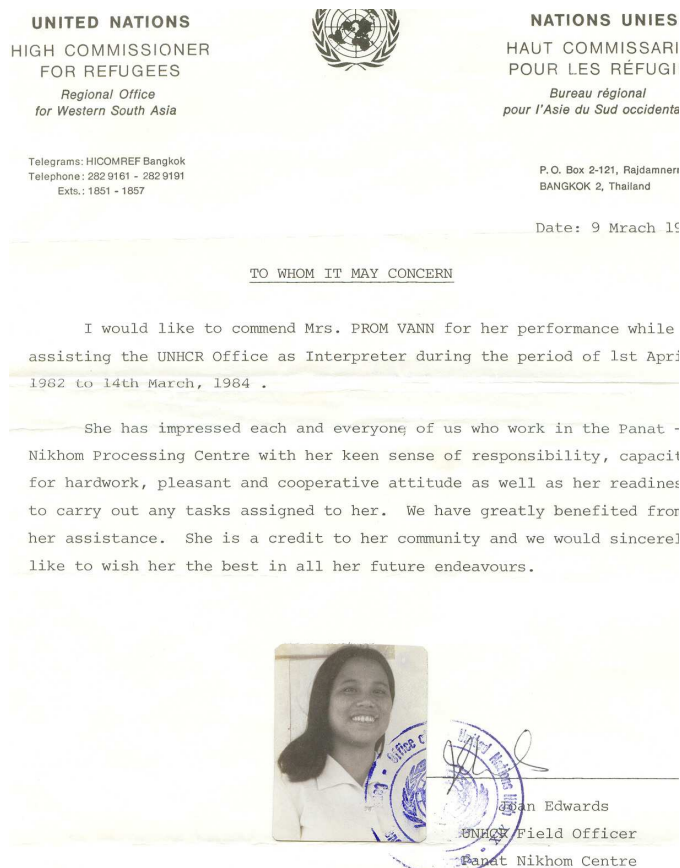 UNITED NATIONS
HIGH COMMISSIONER
FOR REFUGEES
Regional Office
for Western South Asia
NATIONS UNIES
HAUT COMMISSARI
POUR LES RÉFUGI
Bureau régional
pour l'Asie du Sud occidenta
Telegrams: HICOMREF Bangkok
Telephone: 282 9161 - 282 9191
Exts.: 1851 - 1857
P.O. Box 2-121, Rajdamner
BANGKOK 2, Thailand
Date: 9 Mrach 19
TO WHOM IT MAY CONCERN
I would like to commend Mrs. PROM VANN for her performance while
assisting the UNHCR Office as Interpreter during the period of 1st Apri
1982 to 14th March, 1984 .
She has impressed each and everyone of us who work in the Panat -
Nikhom Processing Centre with her keen sense of responsibility, capacit
for hardwork, pleasant and cooperative attitude as well as her readines
to carry out any tasks assigned to her. We have greatly benefited from
her assistance. She is a credit to her community and we would sincerel
like to wish her the best in all her future endeavours.
Office
United Nations High
Joan Edwards
UNHCR Field Officer
Panat Nikhom Centre